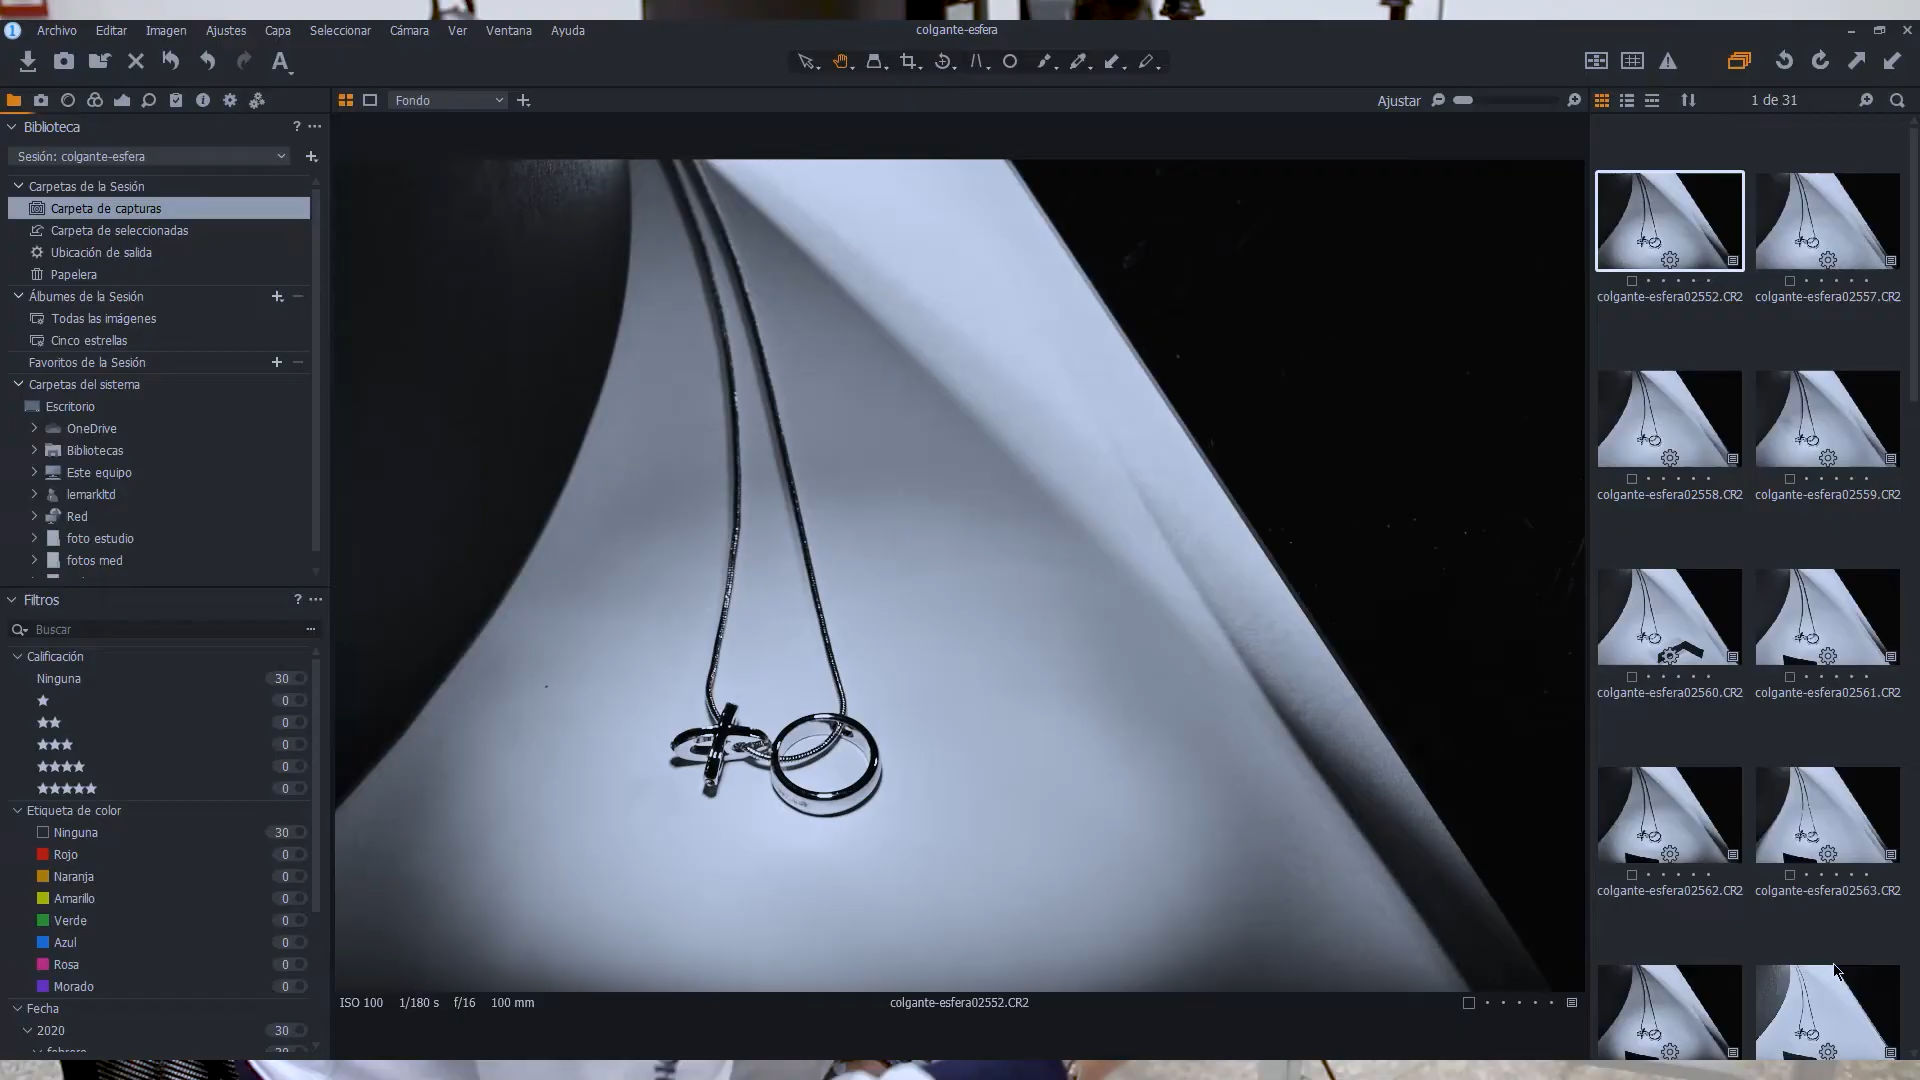 colgante-esfera
Archivo Editar Imagen Ajustes Capa Seleccionar Cámara Ver Ventana Ayuda
Fondo
Ajustar
1 de 31
Biblioteca
Sesión: colgante-esfera
Carpetas de la Sesión
Carpeta de capturas
Carpeta de seleccionadas
Ubicación de salida
Papelera
Álbumes de la Sesión
Todas las imágenes
Cinco estrellas
Favoritos de la Sesión
Carpetas del sistema
Escritorio
OneDrive
Bibliotecas
Este equipo
lemarkltd
Red
foto estudio
fotos med
Filtros
Buscar
Calificación
Ninguna 30
0
0
0
0
0
Etiqueta de color
Ninguna 30
Rojo 0
Naranja 0
Amarillo 0
Verde 0
Azul 0
Rosa 0
Morado 0
Fecha
2020 30
ISO 100 1/180 s f/16 100 mm
colgante-esfera02552.CR2
colgante-esfera02552.CR2 colgante-esfera02557.CR2
colgante-esfera02558.CR2 colgante-esfera02559.CR2
colgante-esfera02560.CR2 colgante-esfera02561.CR2
colgante-esfera02562.CR2 colgante-esfera02563.CR2